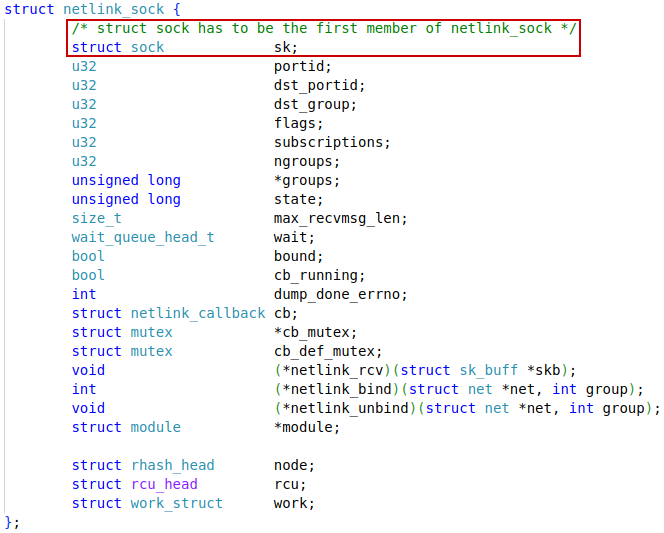 struct netlink_sock {
/* struct sock has to be the first member of netlink_sock */
struct sock sk;
u32 portid;
u32 dst_portid;
u32 dst_group;
u32 flags;
u32 subscriptions;
u32 ngroups;
unsigned long *groups;
unsigned long state;
size_t max_recvmsg_len;
wait_queue_head_t wait;
bool bound;
bool cb_running;
int dump_done_errno;
struct netlink_callback cb;
struct mutex *cb_mutex;
struct mutex cb_def_mutex;
void (*netlink_rcv)(struct sk_buff *skb);
int (*netlink_bind)(struct net *net, int group);
void (*netlink_unbind)(struct net *net, int group);
struct module *module;
struct rhash_head node;
struct rcu_head rcu;
struct work_struct work;
};